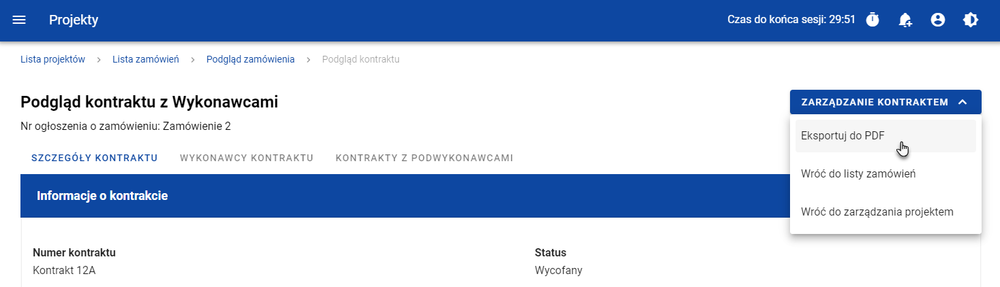 Projekty
Czas do końca sesji: 29:51
Lista projektów
Lista zamówień
Podgląd zamówienia
Podgląd kontraktu
Podgląd kontraktu z Wykonawcami
ZARZĄDZANIE KONTRAKTEM
Nr ogłoszenia o zamówieniu: Zamówienie 2
Eksportuj do PDF
Wróć do listy zamówień
Wróć do zarządzania projektem
SZCZEGÓŁY KONTRAKTU
WYKONAWCY KONTRAKTU
KONTRAKTY Z PODWYKONAWCAMI
Informacje o kontrakcie
Numer kontraktu
Kontrakt 12A
Status
Wycofany